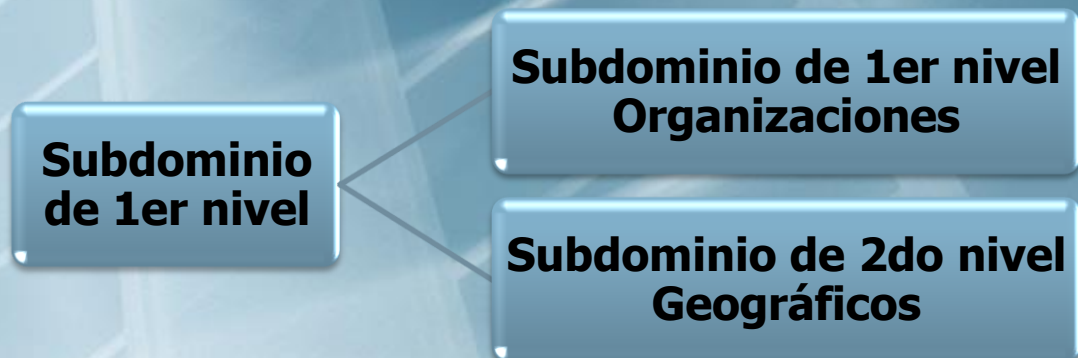 Subdominio
de 1er nivel
Subdominio de 1er nivel
Organizaciones
Subdominio de 2do nivel
Geográficos